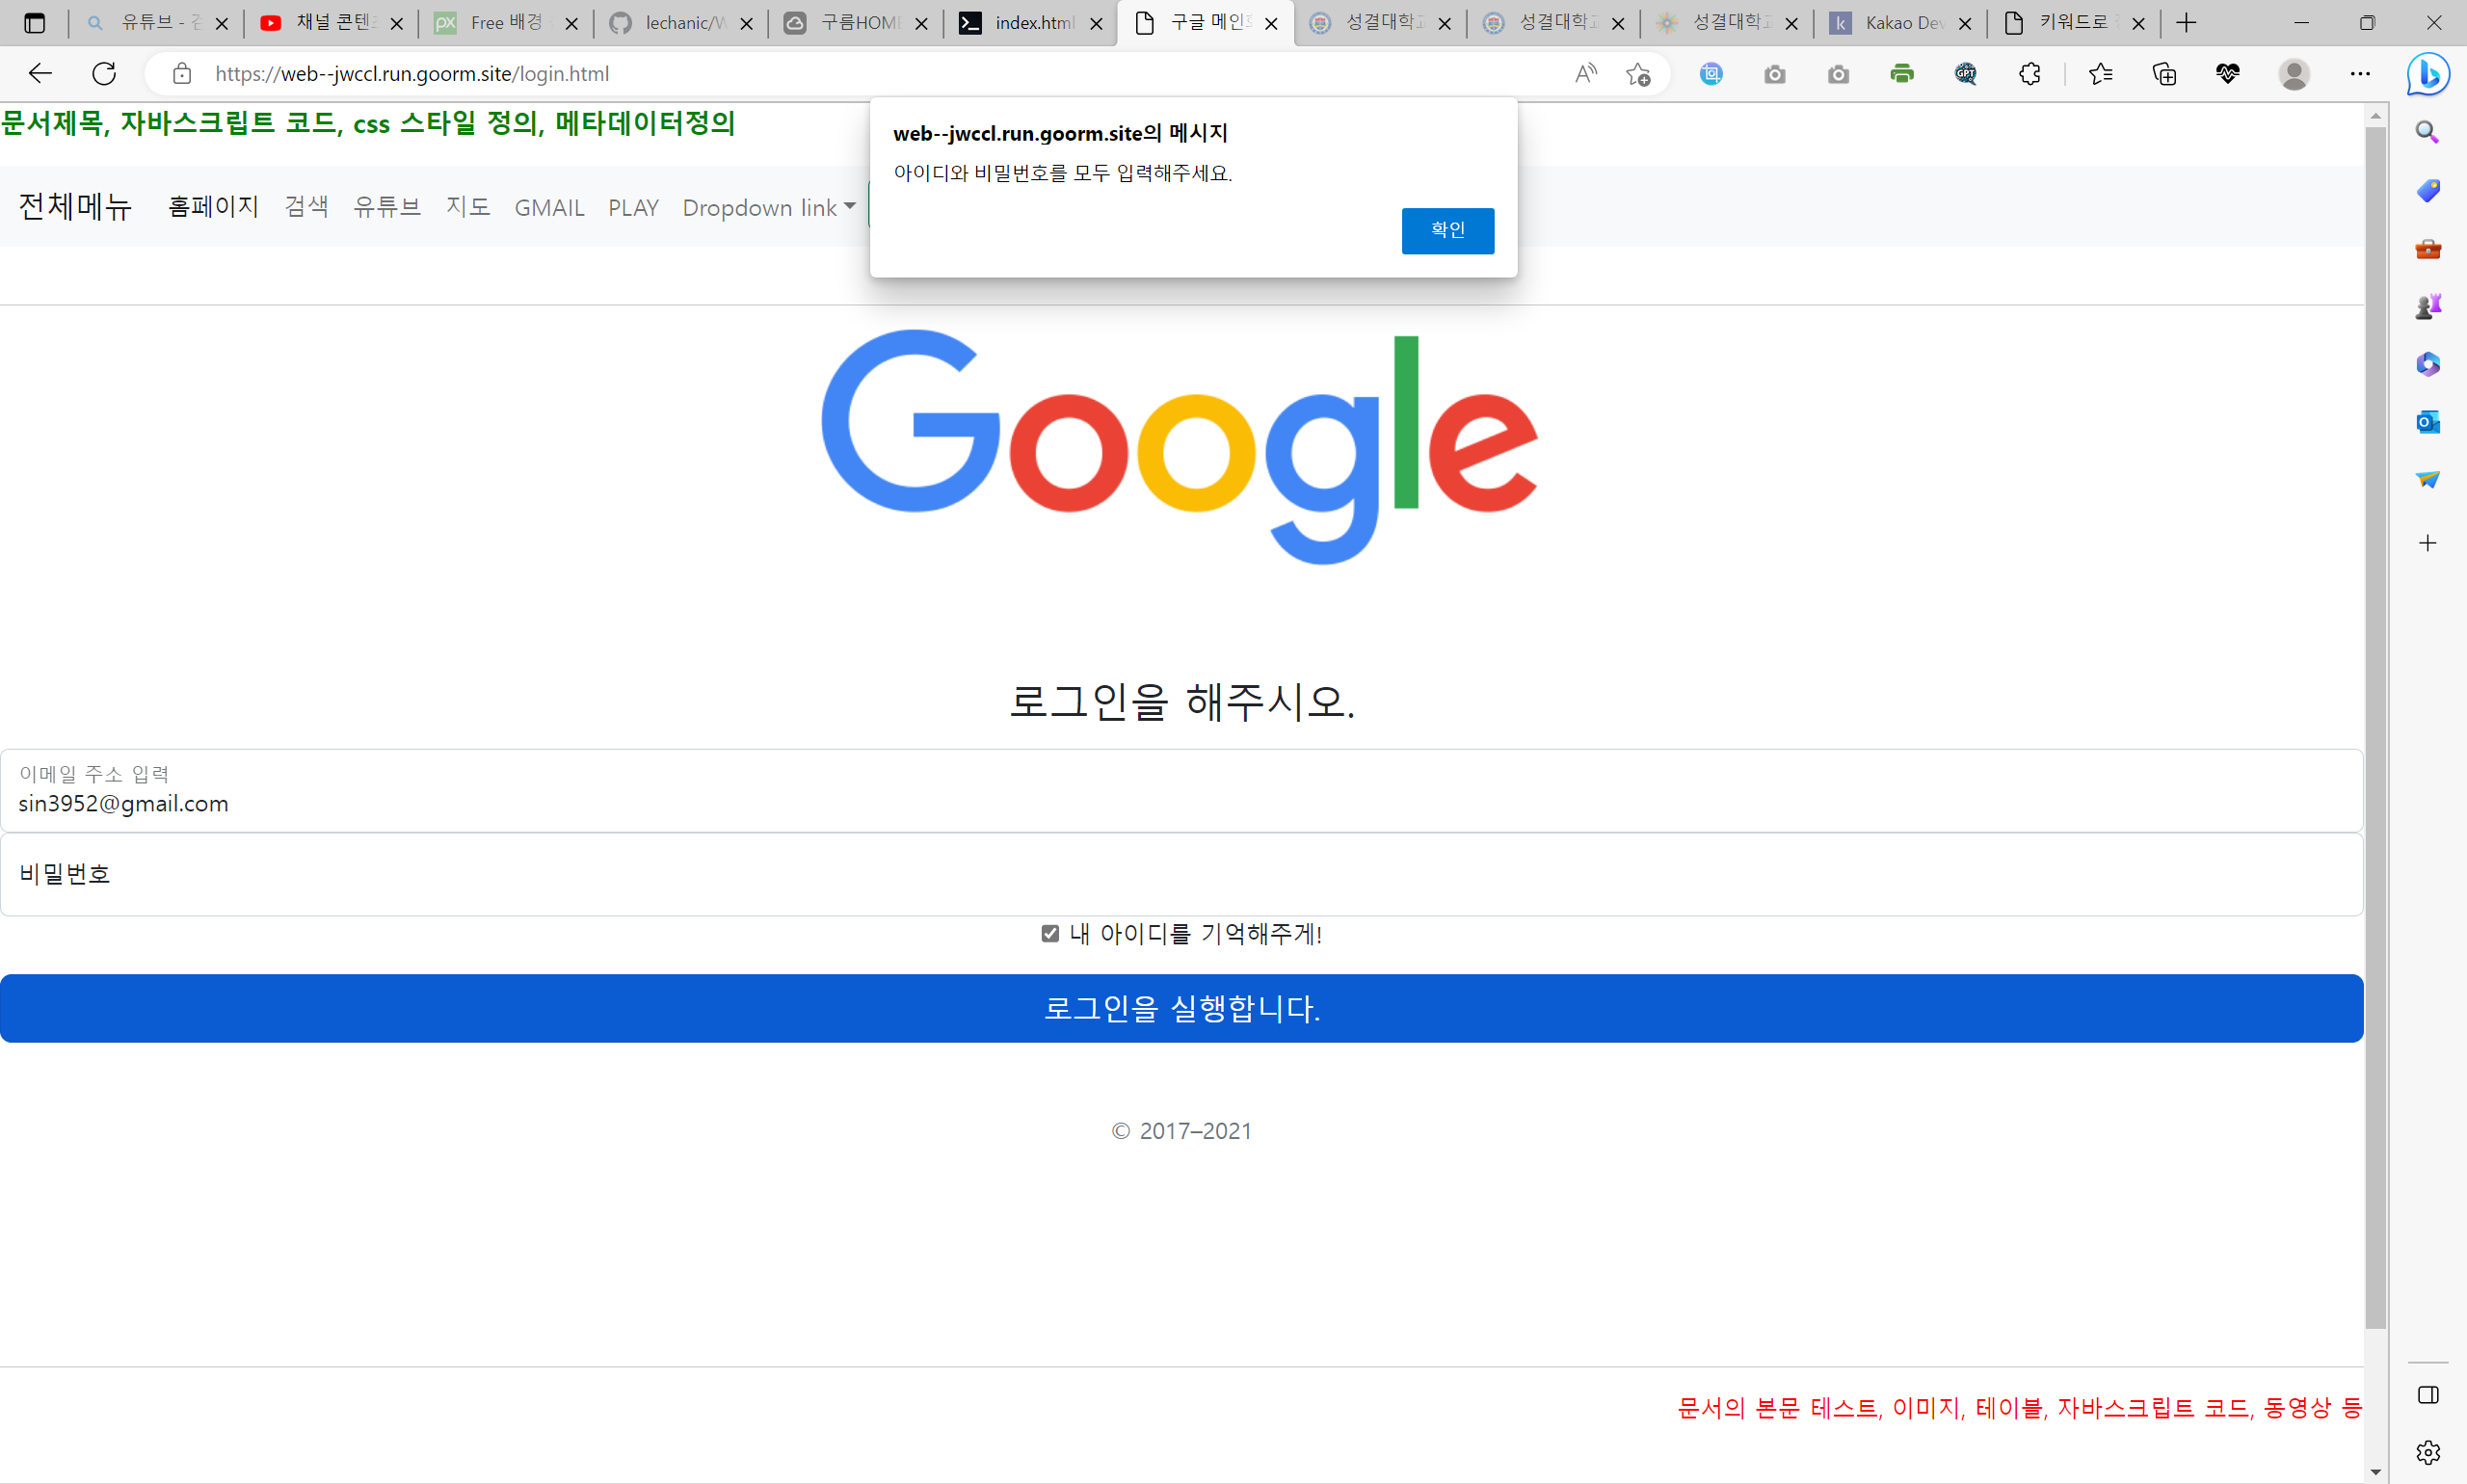 유튜브 - 검
채널 콘텐츠
Free 배경
lechanic/W
구름HOME
index.html
구글 메인
성결대학교
성결대학교
성결대학교
Kakao Dev
키워드로
https://web--jwccl.run.goorm.site/login.html
문서제목, 자바스크립트 코드, css 스타일 정의, 메타데이터정의
web--jwccl.run.goorm.site의 메시지
아이디와 비밀번호를 모두 입력해주세요.
확인
전체메뉴 홈페이지 검색 유튜브 지도 GMAIL PLAY Dropdown link
Google
로그인을 해주시오.
이메일 주소 입력
sin3952@gmail.com
비밀번호
내 아이디를 기억해주게!
로그인을 실행합니다.
© 2017–2021
문서의 본문 테스트, 이미지, 테이블, 자바스크립트 코드, 동영상 등